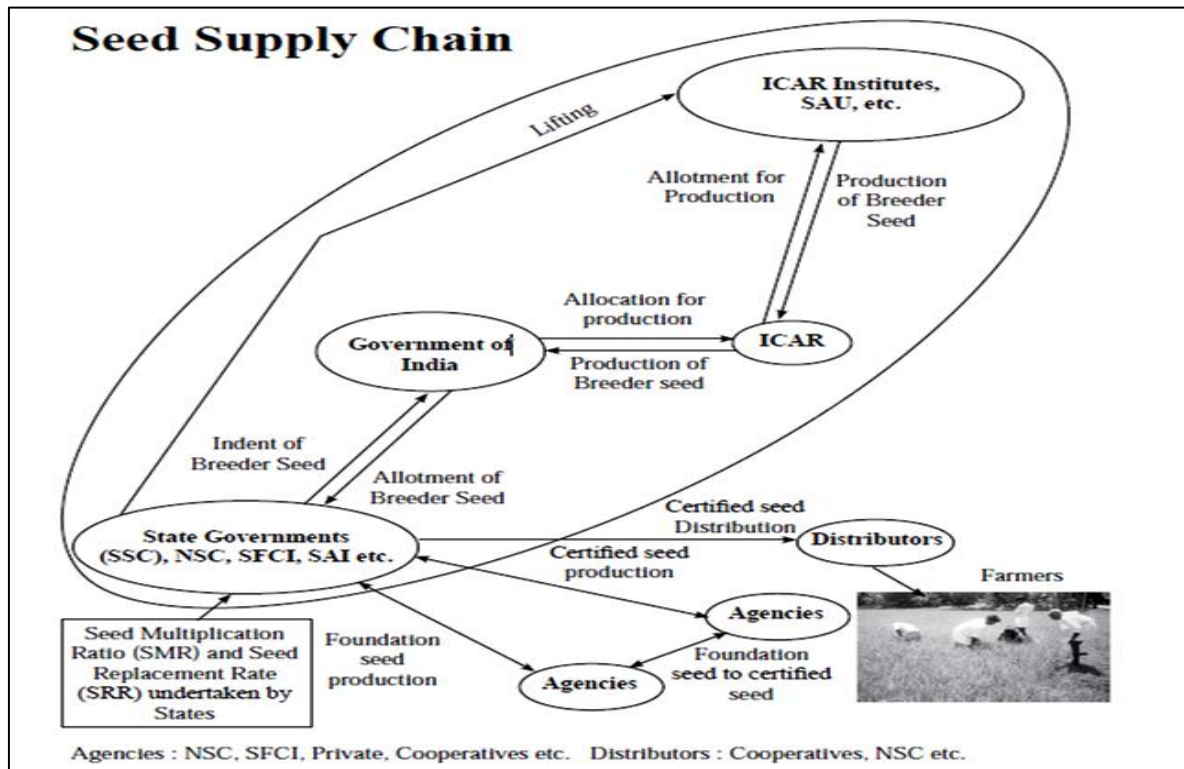 Seed Supply Chain
ICAR Institutes,
SAU, etc.
Lifting
Allotment for
Production
Production
of Breeder
Seed
Allocation for
production
Government of
India
ICAR
Production of
Breeder seed
Indent of
Breeder Seed
Allotment of
Breeder Seed
State Governments
(SSC), NSC, SFCI, SAI etc.
Certified seed
Distribution
Distributors
Certified seed
production
Farmers
Agencies
Seed Multiplication
Ratio (SMR) and Seed
Replacement Rate
(SRR) undertaken by
States
Foundation
seed
production
Agencies
Foundation
seed to certified
seed
Agencies : NSC, SFCI, Private, Cooperatives etc. Distributors : Cooperatives, NSC etc.